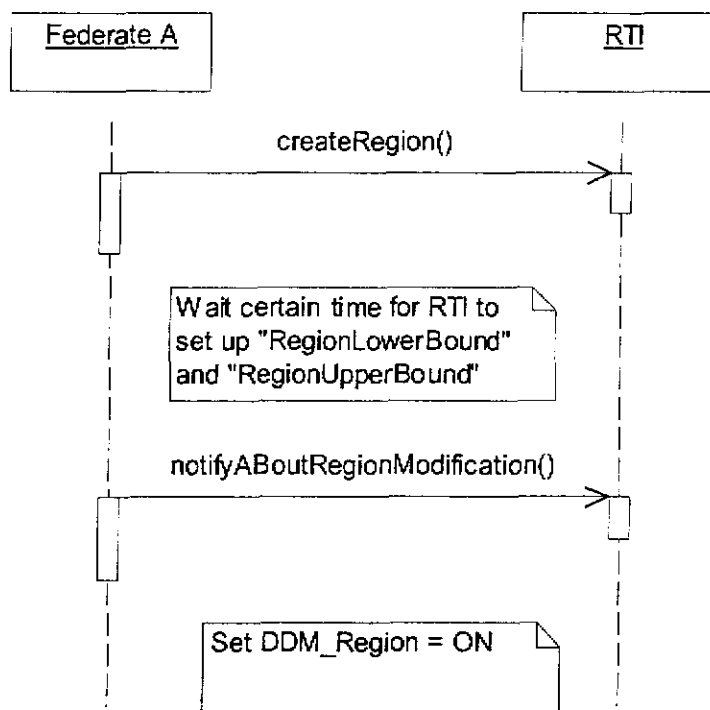 Federate A
RTI
createRegion()
Wait certain time for RTI to
set up "RegionLowerBound"
and "RegionUpperBound"
notifyABoutRegionModification()
Set DDM_Region = ON